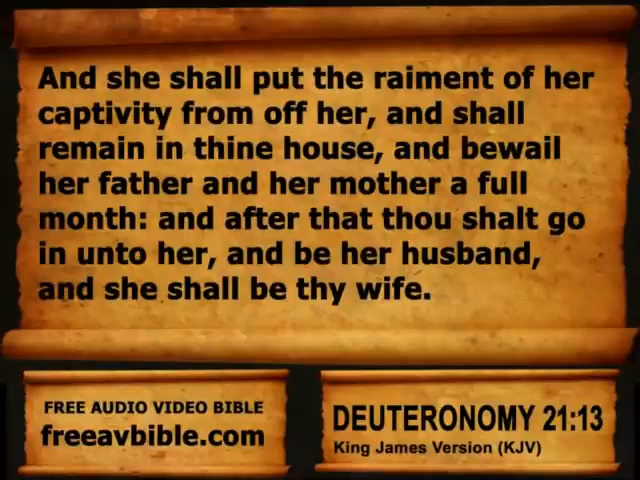 And she shall put the raiment of her
captivity from off her, and shall
remain in thine house, and bewail
her father and her mother a full
month: and after that thou shalt go
in unto her, and be her husband,
and she shall be thy wife.
FREE AUDIO VIDEO BIBLE
freeavbible.com
DEUTERONOMY 21:13
King James Version (KJV)